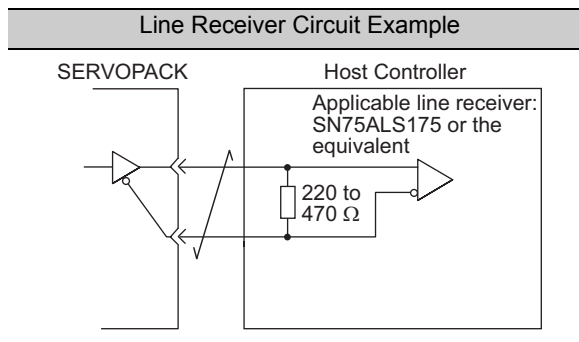 Line Receiver Circuit Example
SERVOPACK
Host Controller
Applicable line receiver:
SN75ALS175 or the
equivalent
220 to
470 Ω